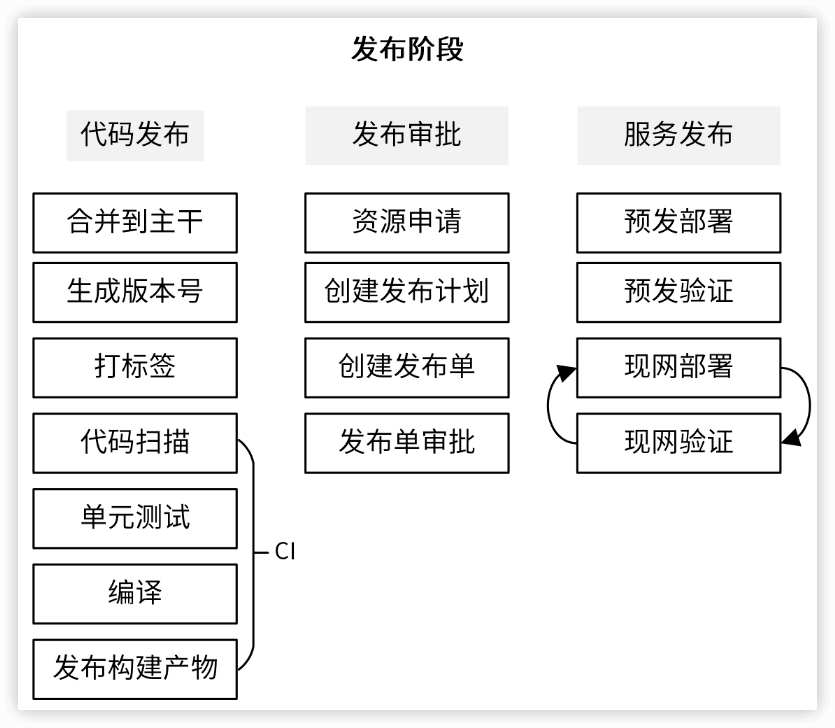 发布阶段
代码发布
合并到主干
生成版本号
打标签
代码扫描
单元测试
编译
发布构建产物
CI
发布审批
资源申请
创建发布计划
创建发布单
发布单审批
服务发布
预发部署
预发验证
现网部署
现网验证